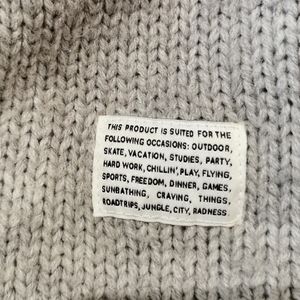 THIS PRODUCT IS SUITED FOR THE
FOLLOWING OCCASIONS: OUTDOOR,
SKATE, VACATION, STUDIES, PARTY,
HARD WORK, CHILLIN', PLAY, FLYING,
SPORTS, FREEDOM, DINNER, GAMES,
SUNBATHING, CRAVING, THINGS,
ROADTRIPS, JUNGLE, CITY, RADNESS